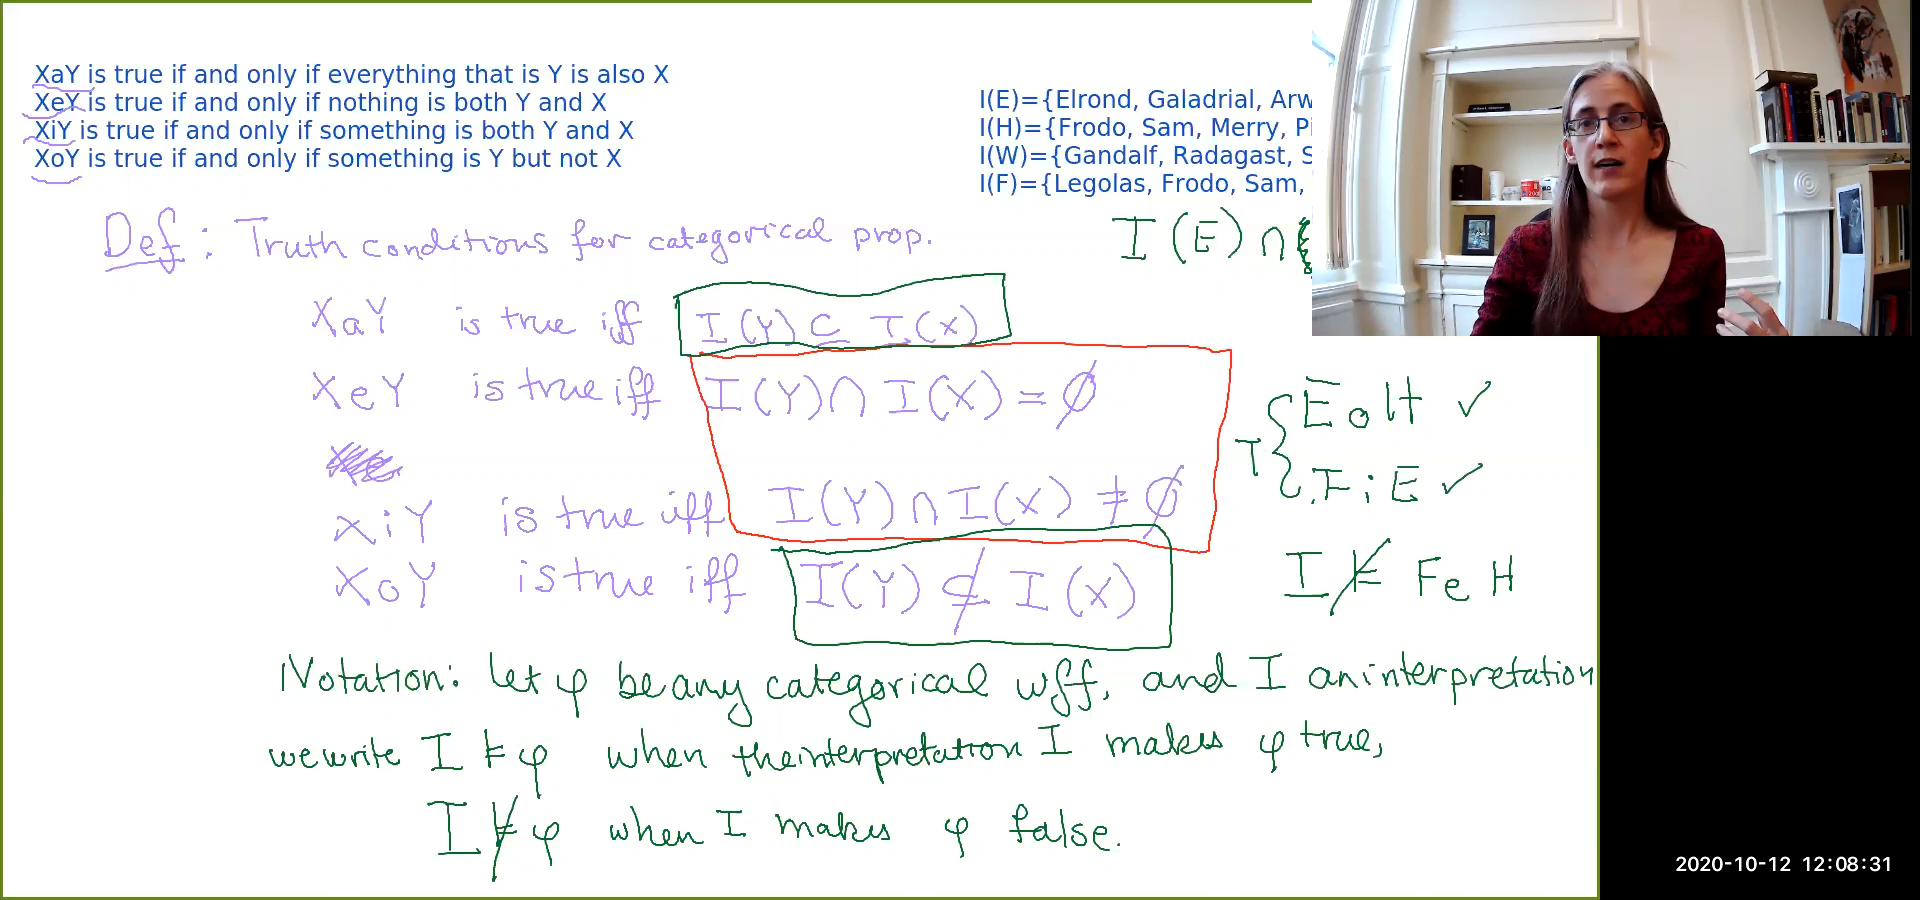 XaY is true if and only if everything that is Y is also X
XeY is true if and only if nothing is both Y and X
XiY is true if and only if something is both Y and X
XoY is true if and only if something is Y but not X
I(E)={Elrond, Galadrial, Arw
I(H)={Frodo, Sam, Merry, Pi
I(W)={Gandalf, Radagast, S
I(F)={Legolas, Frodo, Sam,
I(E)∩{
Def: Truth conditions for categorical prop.
XaY is true iff I(Y) ⊆ I(X)
XeY is true iff I(Y)∩I(X)=∅
XiY is true iff I(Y)∩I(X)≠∅
XoY is true iff I(Y)⊈I(X)
T { EoH ✓
FiE ✓
I ⊭ FeH
Notation: let φ be any categorical wff, and I an interpretation
we write I ⊨ φ when the interpretation I makes φ true,
I ⊭ φ when I makes φ false.
2020-10-12 12:08:31